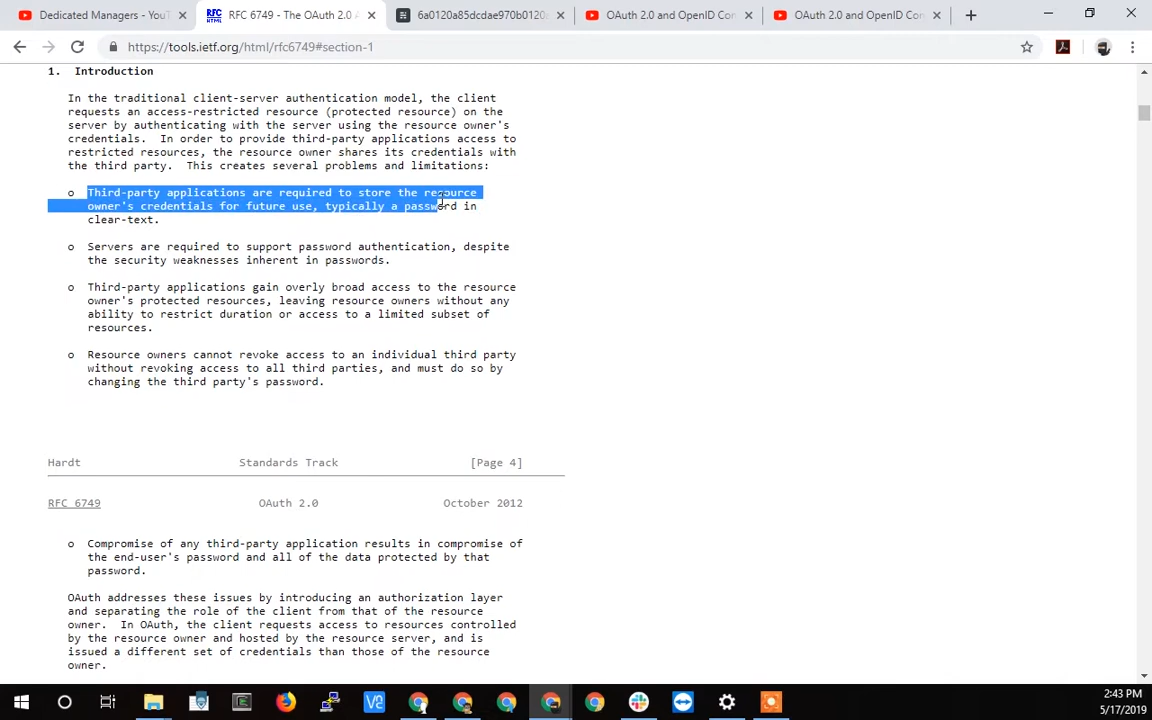 Dedicated Managers - YouT
RFC 6749 - The OAuth 2.0 A
6a0120a85dcdae970b0120
OAuth 2.0 and OpenID Con
OAuth 2.0 and OpenID Con
https://tools.ietf.org/html/rfc6749#section-1
1. Introduction
In the traditional client-server authentication model, the client
requests an access-restricted resource (protected resource) on the
server by authenticating with the server using the resource owner's
credentials. In order to provide third-party applications access to
restricted resources, the resource owner shares its credentials with
the third party. This creates several problems and limitations:
o Third-party applications are required to store the resource
owner's credentials for future use, typically a password in
clear-text.
o Servers are required to support password authentication, despite
the security weaknesses inherent in passwords.
o Third-party applications gain overly broad access to the resource
owner's protected resources, leaving resource owners without any
ability to restrict duration or access to a limited subset of
resources.
o Resource owners cannot revoke access to an individual third party
without revoking access to all third parties, and must do so by
changing the third party's password.
Hardt Standards Track [Page 4]
RFC 6749 OAuth 2.0 October 2012
o Compromise of any third-party application results in compromise of
the end-user's password and all of the data protected by that
password.
OAuth addresses these issues by introducing an authorization layer
and separating the role of the client from that of the resource
owner. In OAuth, the client requests access to resources controlled
by the resource owner and hosted by the resource server, and is
issued a different set of credentials than those of the resource
owner.
2:43 PM
5/17/2019